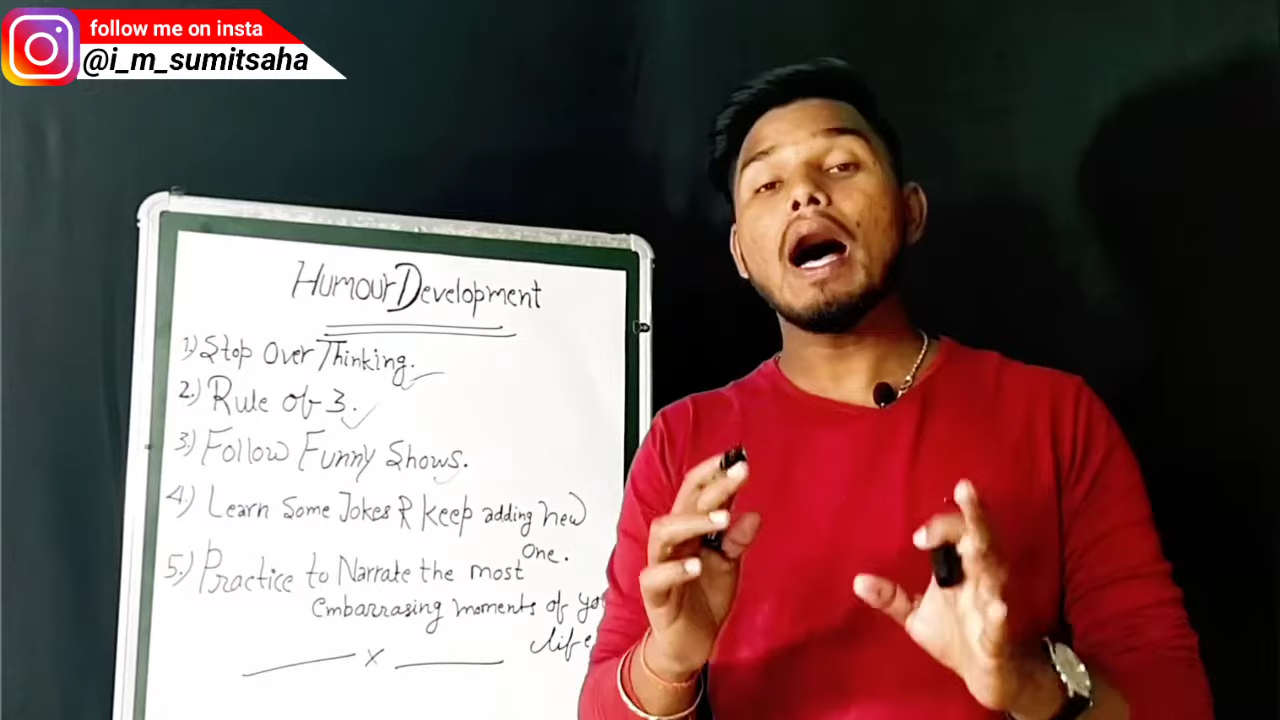 follow me on insta
@i_m_sumitsaha
Humour Development
1) Stop Over Thinking.
2.) Rule of 3.
3.) Follow Funny Shows.
4.) Learn Some Jokes & keep adding new
one.
5.) Practice to Narrate the most
embarrasing moments of yo
life